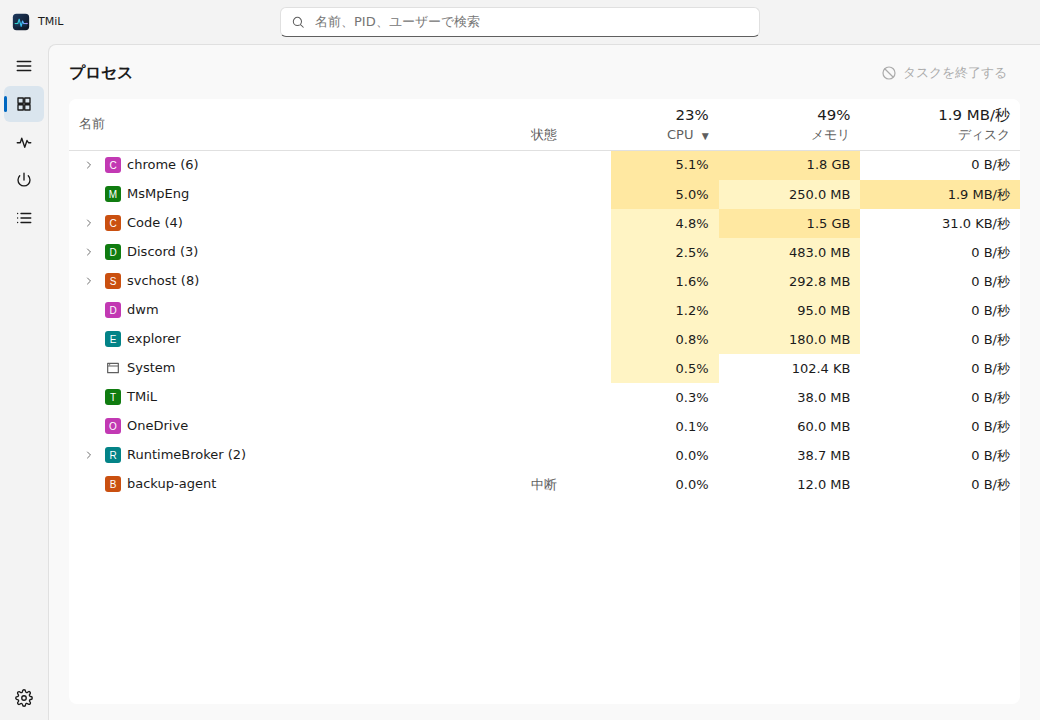 TMiL
名前、PID、ユーザーで検索
プロセス
タスクを終了する
名前 状態 23% CPU ▼ 49% メモリ 1.9 MB/秒 ディスク
C chrome (6) 5.1% 1.8 GB 0 B/秒
M MsMpEng 5.0% 250.0 MB 1.9 MB/秒
C Code (4) 4.8% 1.5 GB 31.0 KB/秒
D Discord (3) 2.5% 483.0 MB 0 B/秒
S svchost (8) 1.6% 292.8 MB 0 B/秒
D dwm 1.2% 95.0 MB 0 B/秒
E explorer 0.8% 180.0 MB 0 B/秒
System 0.5% 102.4 KB 0 B/秒
T TMiL 0.3% 38.0 MB 0 B/秒
O OneDrive 0.1% 60.0 MB 0 B/秒
R RuntimeBroker (2) 0.0% 38.7 MB 0 B/秒
B backup-agent 中断 0.0% 12.0 MB 0 B/秒